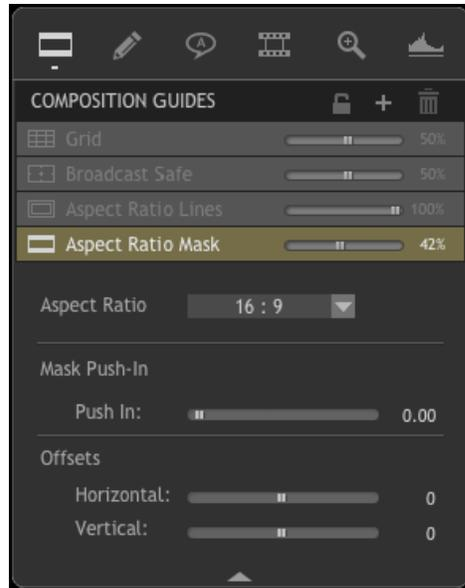 A
COMPOSITION GUIDES
Grid 50%
Broadcast Safe 50%
Aspect Ratio Lines 100%
Aspect Ratio Mask 42%
Aspect Ratio 16 : 9
Mask Push-In
Push In: 0.00
Offsets
Horizontal: 0
Vertical: 0